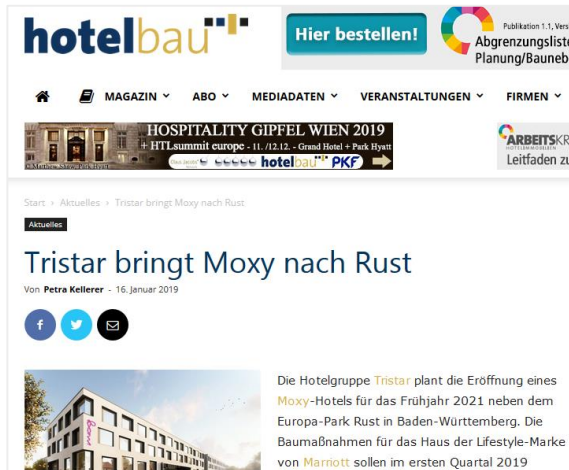 hotelbau
Hier bestellen!
Publikation 1.1, Vers
Abgrenzungsliste
Planung/Bauneb
MAGAZIN
ABO
MEDIADATEN
VERANSTALTUNGEN
FIRMEN
HOSPITALITY GIPFEL WIEN 2019
+ HTLsummit europe - 11. /12.12. - Grand Hotel + Park Hyatt
hotelbau PKF
ARBEITSKR
Leitfaden zu
Start › Aktuelles › Tristar bringt Moxy nach Rust
Aktuelles
Tristar bringt Moxy nach Rust
Von Petra Kellerer - 16. Januar 2019
Die Hotelgruppe Tristar plant die Eröffnung eines
Moxy-Hotels für das Frühjahr 2021 neben dem
Europa-Park Rust in Baden-Württemberg. Die
Baumaßnahmen für das Haus der Lifestyle-Marke
von Marriott sollen im ersten Quartal 2019
moxy